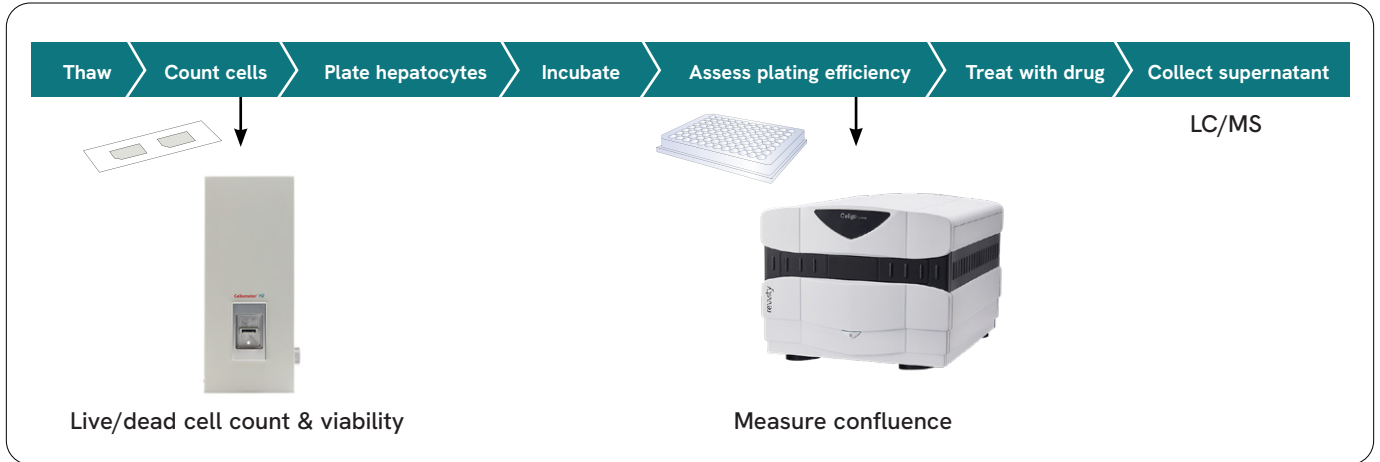 Thaw
Count cells
Plate hepatocytes
Incubate
Assess plating efficiency
Treat with drug
Collect supernatant
LC/MS
Cellometer
Celigo
revvity
Live/dead cell count & viability
Measure confluence